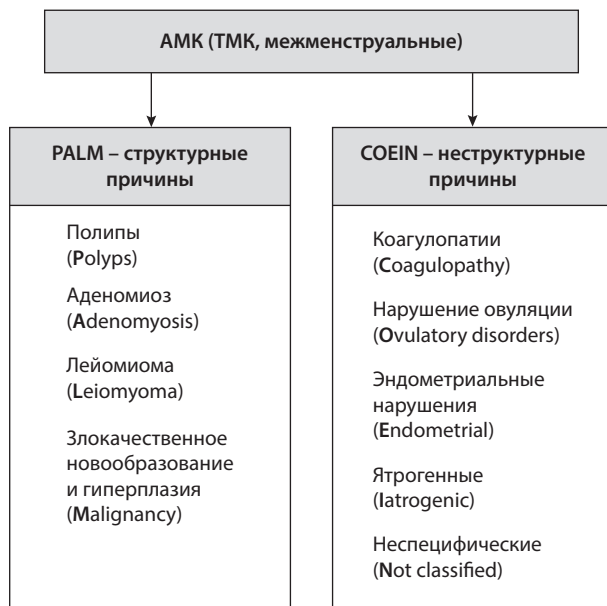 АМК (ТМК, межменструальные)
PALM – структурные
причины
Полипы
(Polyps)
Аденомиоз
(Adenomyosis)
Лейомиома
(Leiomyoma)
Злокачественное
новообразование
и гиперплазия
(Malignancy)
COEIN – неструктурные
причины
Коагулопатии
(Coagulopathy)
Нарушение овуляции
(Ovulatory disorders)
Эндометриальные
нарушения
(Endometrial)
Ятрогенные
(Iatrogenic)
Неспецифические
(Not classified)